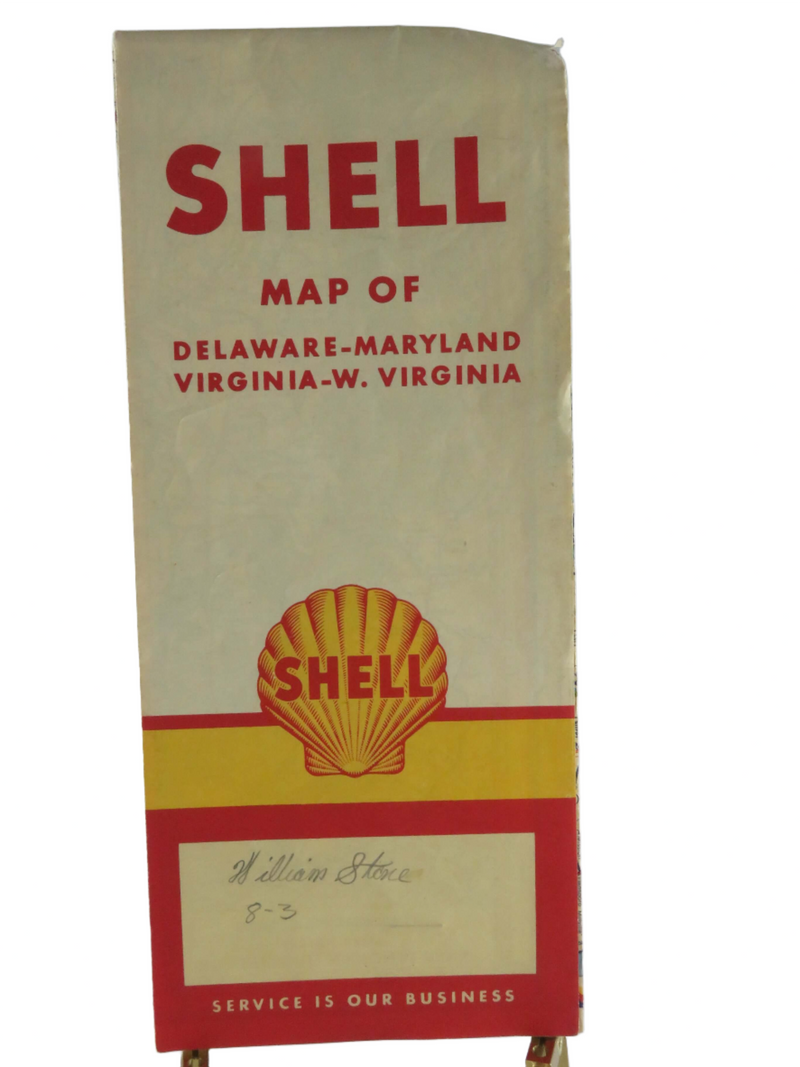 SHELL
MAP OF
DELAWARE-MARYLAND
VIRGINIA-W. VIRGINIA
SHELL
William Stone
8-3
SERVICE IS OUR BUSINESS